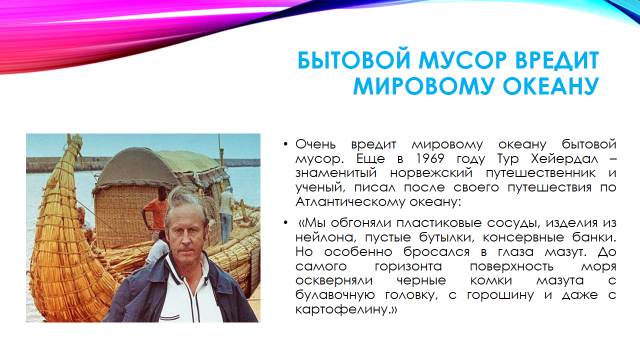 БЫТОВОЙ МУСОР ВРЕДИТ
МИРОВОМУ ОКЕАНУ
• Очень вредит мировому океану бытовой
мусор. Еще в 1969 году Тур Хейердал –
знаменитый норвежский путешественник и
ученый, писал после своего путешествия по
Атлантическому океану:
• «Мы обгоняли пластиковые сосуды, изделия из
нейлона, пустые бутылки, консервные банки.
Но особенно бросался в глаза мазут. До
самого горизонта поверхность моря
оскверняли черные комки мазута с
булавочную головку, с горошину и даже с
картофелину.»